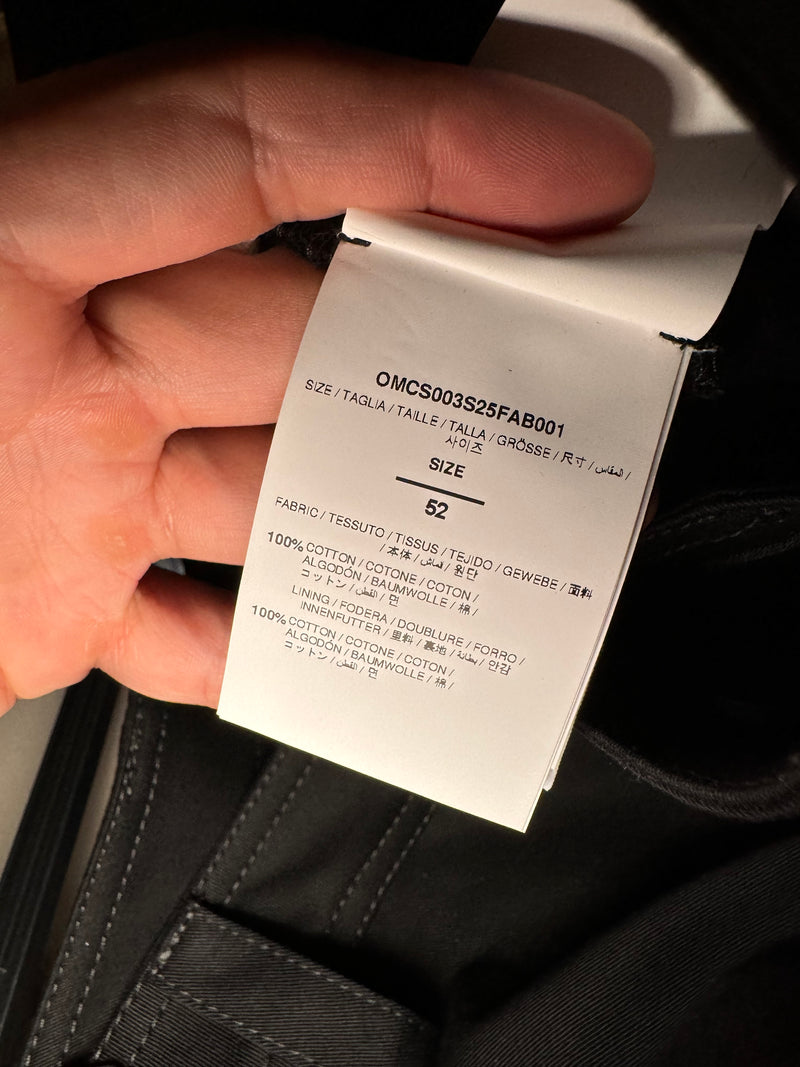 OMCS003S25FAB001
SIZE / TAGLIA / TAILLE / TALLA / GRÖSSE / 尺寸 / المقاس /
사이즈
SIZE
52
FABRIC / TESSUTO / TISSUS / TEJIDO / GEWEBE / 面料
/ 本体 / قماش / 원단
100% COTTON / COTONE / COTON /
ALGODÓN / BAUMWOLLE / 棉 /
コットン / القطن / 면
LINING / FODERA / DOUBLURE / FORRO /
INNENFUTTER / 里料 / 裏地 / بطانة / 안감
100% COTTON / COTONE / COTON /
ALGODÓN / BAUMWOLLE / 棉 /
コットン / القطن / 면